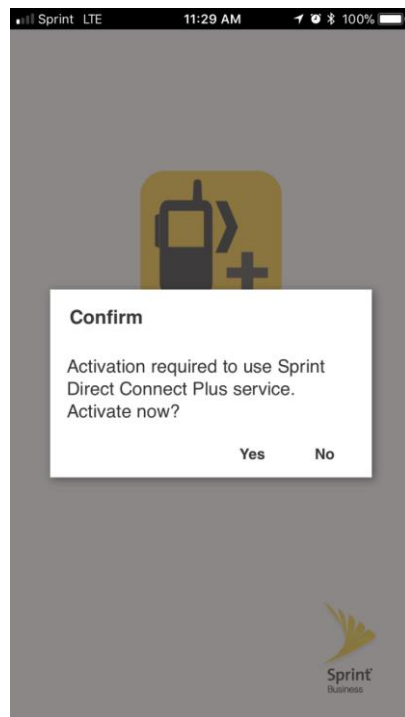 Sprint LTE 11:29 AM 100%
Confirm
Activation required to use Sprint
Direct Connect Plus service.
Activate now?
Yes No
Sprint
Business